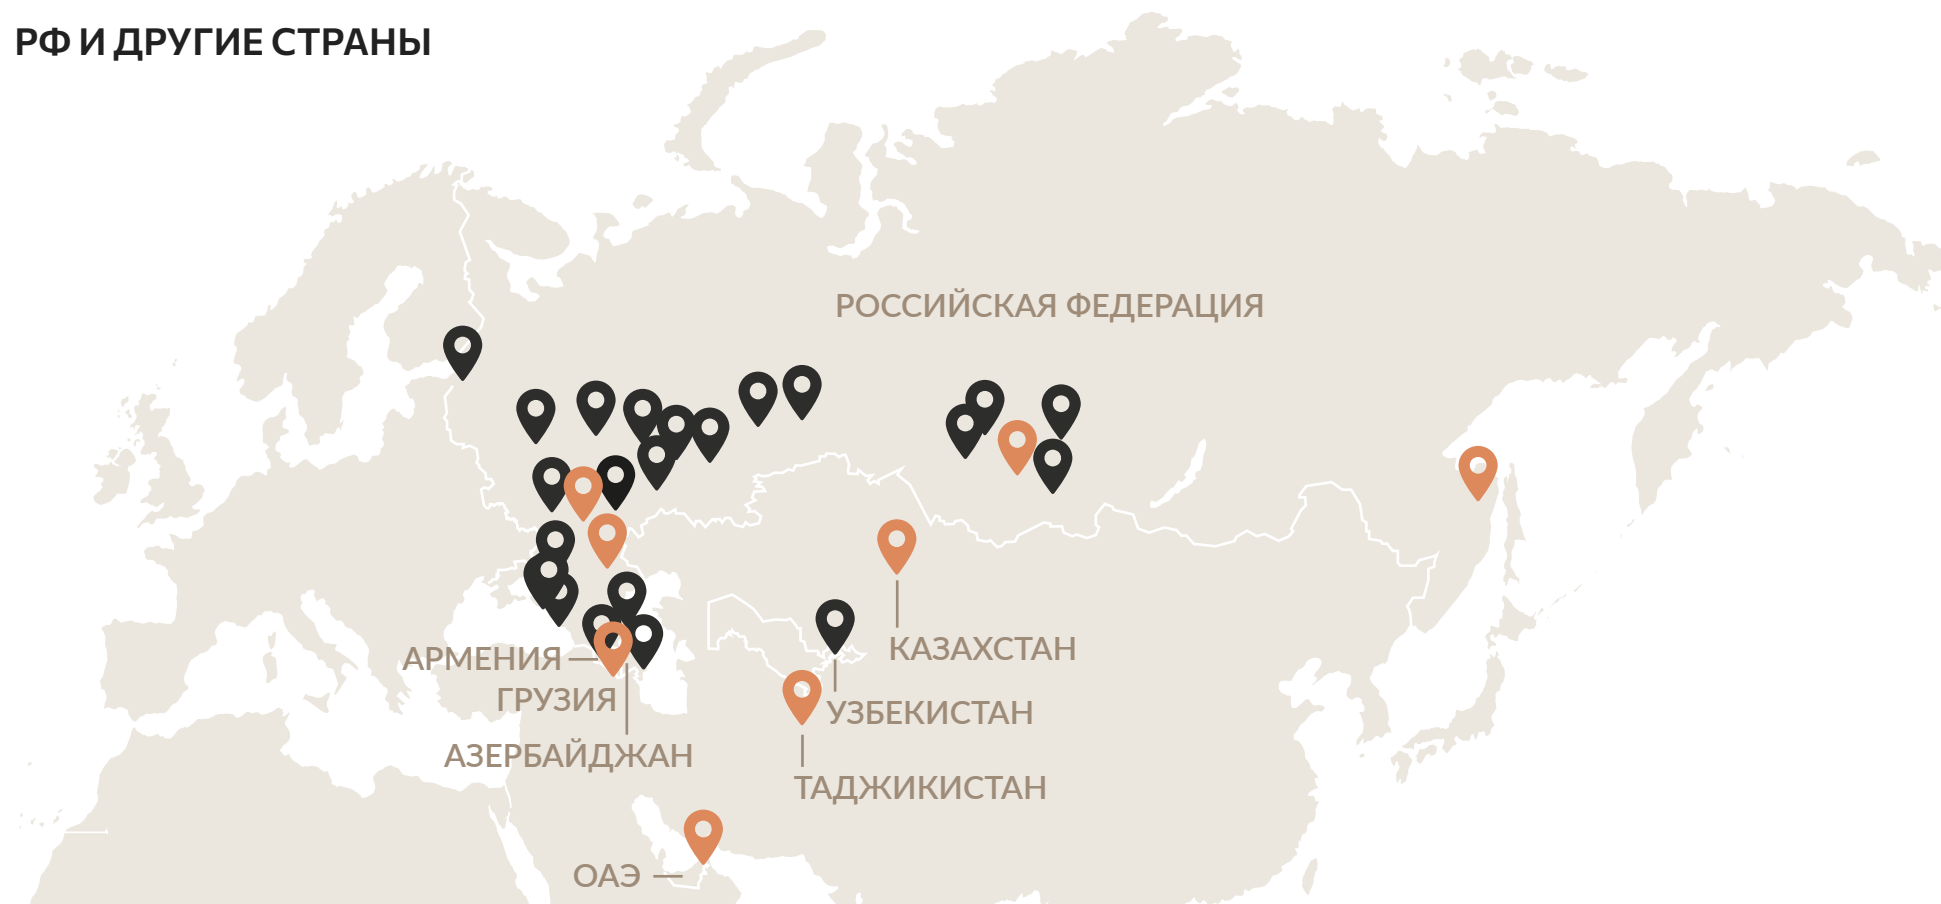 РФ И ДРУГИЕ СТРАНЫ
РОССИЙСКАЯ ФЕДЕРАЦИЯ
КАЗАХСТАН
АРМЕНИЯ
ГРУЗИЯ
УЗБЕКИСТАН
АЗЕРБАЙДЖАН
ТАДЖИКИСТАН
ОАЭ